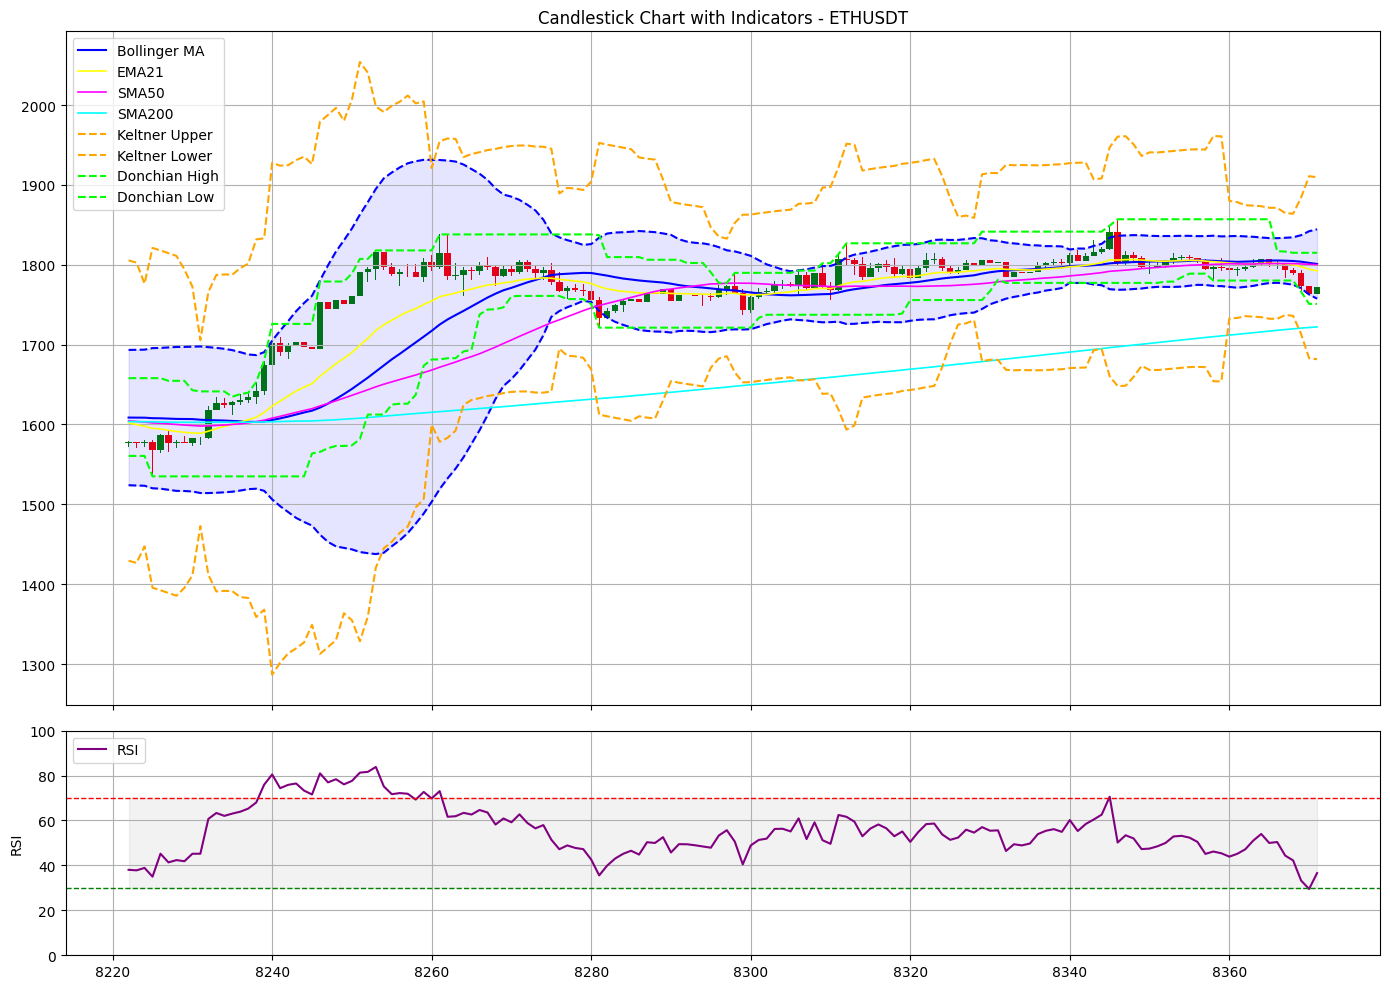 Candlestick Chart with Indicators - ETHUSDT
Bollinger MA
EMA21
SMA50
SMA200
Keltner Upper
Keltner Lower
Donchian High
Donchian Low
2000
1900
1800
1700
1600
1500
1400
1300
RSI
100
80
60
40
20
0
RSI
8220 8240 8260 8280 8300 8320 8340 8360